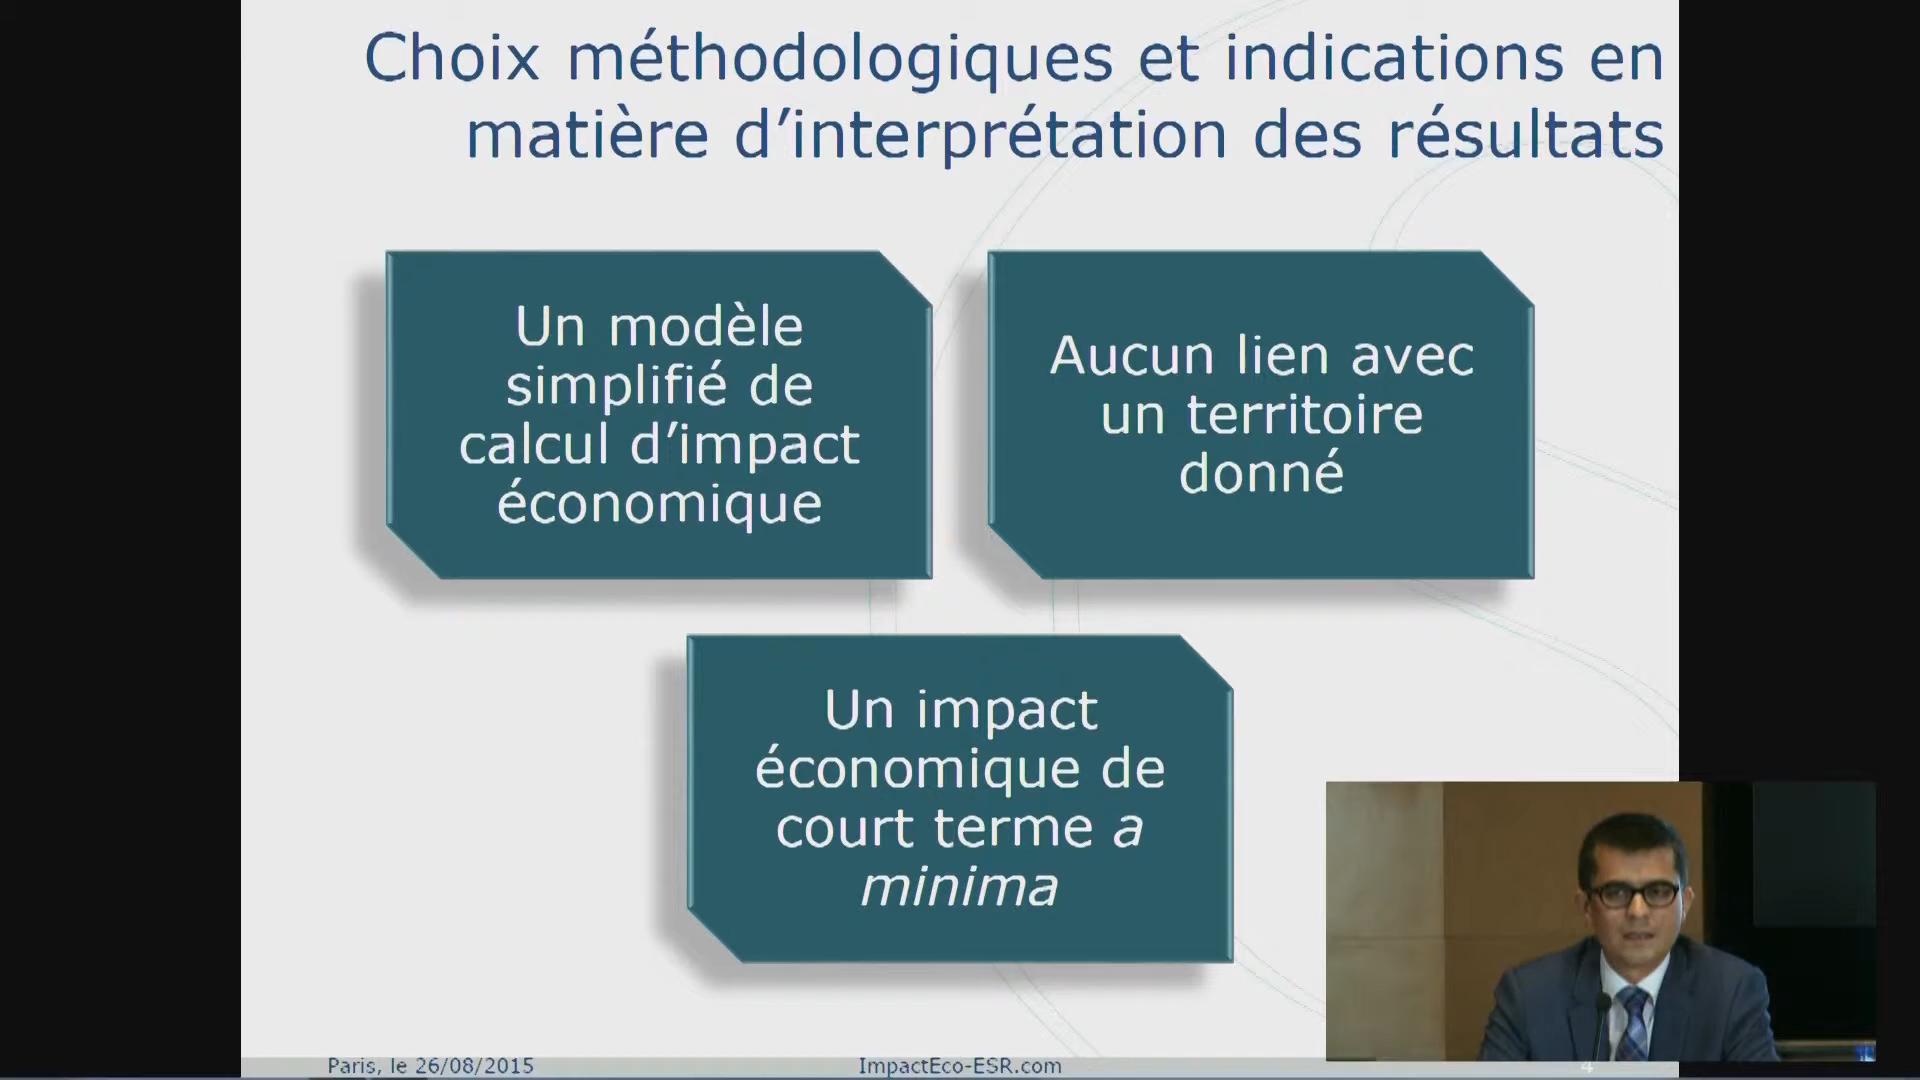 Choix méthodologiques et indications en
matière d’interprétation des résultats
Un modèle
simplifié de
calcul d’impact
économique
Aucun lien avec
un territoire
donné
Un impact
économique de
court terme a
minima
Paris, le 26/08/2015
ImpactEco-ESR.com
4